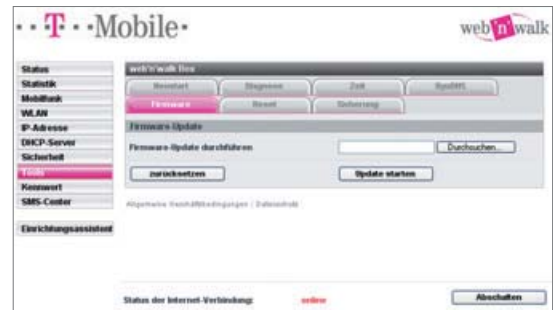 ··T··Mobile·
web'n'walk
Status
Statistik
Mobilfunk
WLAN
IP-Adresse
DHCP-Server
Sicherheit
Tools
Kennwort
SMS-Center
Einrichtungsassistent
web'n'walk Box
Neustart Diagnose Zeit DynDNS
Firmware Reset Sicherung
Firmware-Update
Firmware-Update durchführen
Durchsuchen...
zurücksetzen
Update starten
Allgemeine Geschäftsbedingungen | Datenschutz
Status der Internet-Verbindung: online
Abschalten